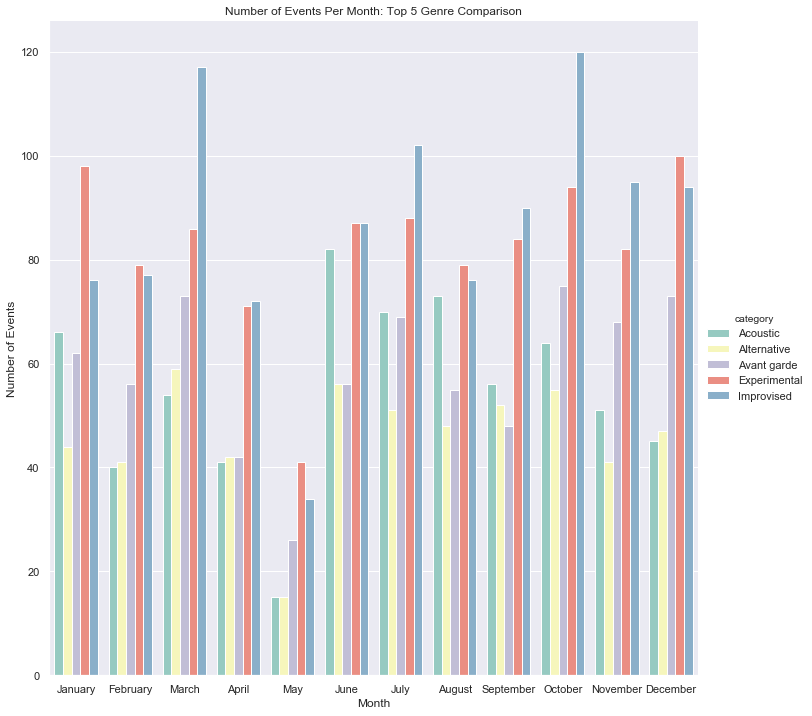 Number of Events Per Month: Top 5 Genre Comparison
120
100
80
60
40
20
0
Number of Events
January February March April May June July August September October November December
Month
category
Acoustic
Alternative
Avant garde
Experimental
Improvised